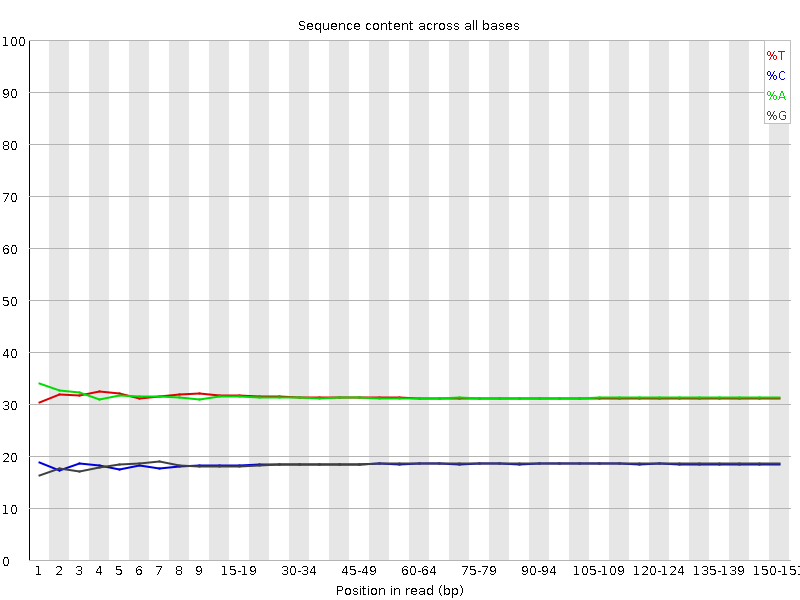 Sequence content across all bases
100
90
80
70
60
50
40
30
20
10
0
%T
%C
%A
%G
1 2 3 4 5 6 7 8 9 15-19 30-34 45-49 60-64 75-79 90-94 105-109 120-124 135-139 150-151
Position in read (bp)